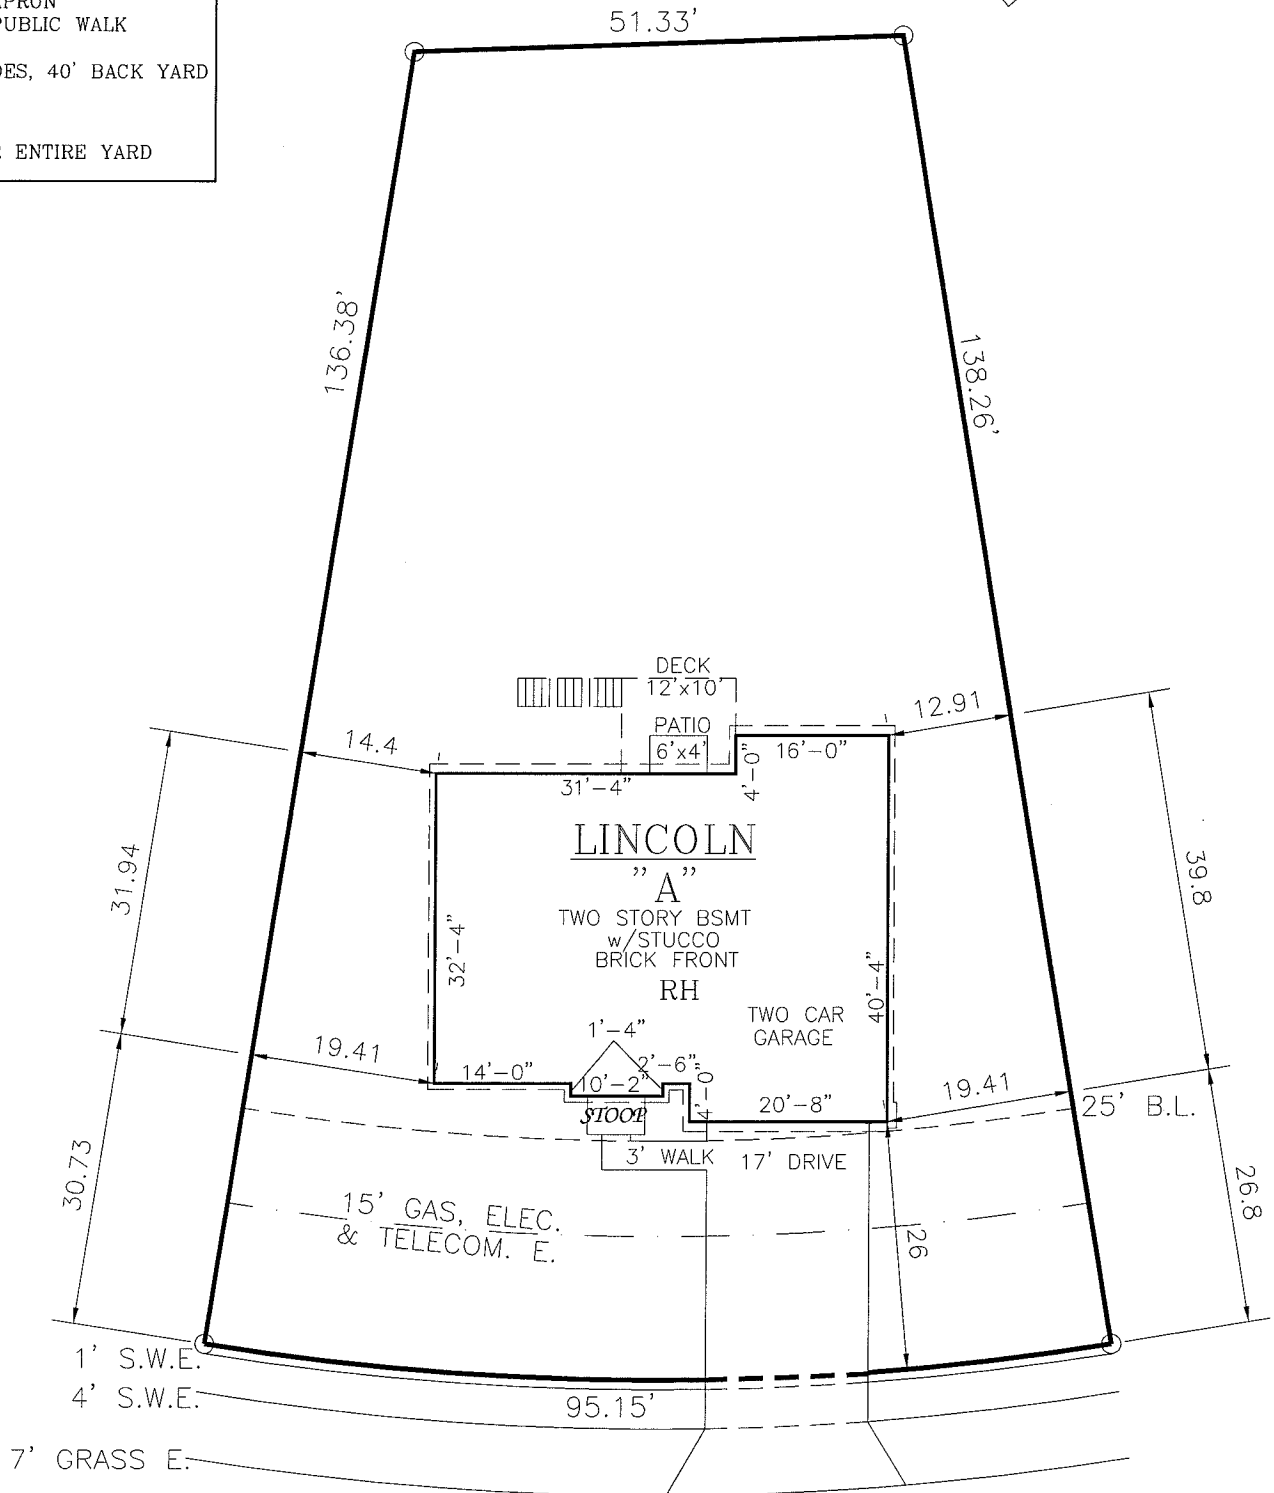 APRON
PUBLIC WALK
DES, 40' BACK YARD
ENTIRE YARD
51.33'
136.38'
138.26'
DECK
12'x10'
PATIO
6'x4'
14.4
12.91
16'-0"
31'-4"
4'-0"
LINCOLN
"A"
TWO STORY BSMT
w/STUCCO
BRICK FRONT
RH
31.94
39.8
32'-4"
40'-4"
TWO CAR
GARAGE
1'-4"
19.41
14'-0"
10'-2"
2'-6"
4'-0"
20'-8"
19.41
STOOP
25' B.L.
3' WALK
17' DRIVE
30.73
26.8
15' GAS, ELEC.
& TELECOM. E.
26
1' S.W.E.
4' S.W.E.
95.15'
7' GRASS E.